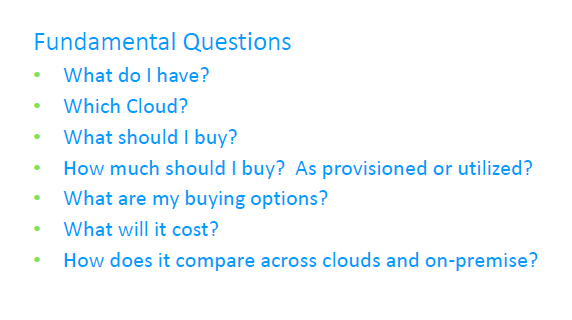 Fundamental Questions
• What do I have?
• Which Cloud?
• What should I buy?
• How much should I buy?  As provisioned or utilized?
• What are my buying options?
• What will it cost?
• How does it compare across clouds and on-premise?